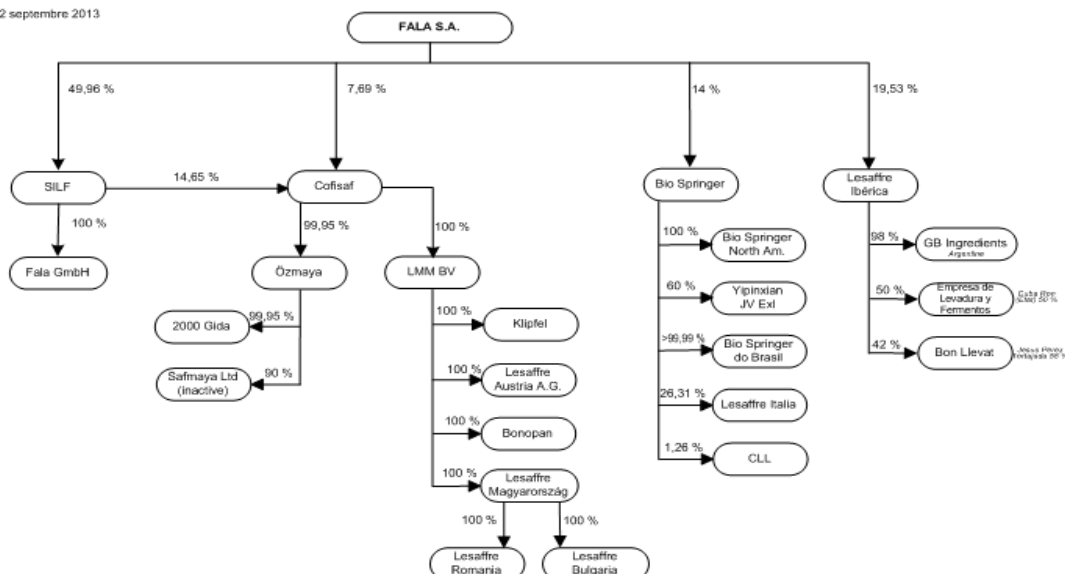 2 septembre 2013
FALA S.A.
49,96 %
7,69 %
14 %
19,53 %
SILF
14,65 %
Cofisaf
Bio Springer
Lesaffre
Ibérica
100 %
99,95 %
100 %
100 %
Bio Springer
North Am.
98 %
GB Ingredients
Argentine
Fala GmbH
Özmaya
LMM BV
60 %
Yipinxian
JV Exl
50 %
Empresa de
Levadura y
Fermentos
50 %
2000 Gida
99,95 %
100 %
Klipfel
>99,99 %
Bio Springer
do Brasil
42 %
Bon Llevat
Safmaya Ltd
(inactive)
90 %
100 %
Lesaffre
Austria A.G.
26,31 %
Lesaffre Italia
100 %
Bonopan
1,26 %
CLL
100 %
Lesaffre
Magyarország
100 %
100 %
Lesaffre
Romania
Lesaffre
Bulgaria